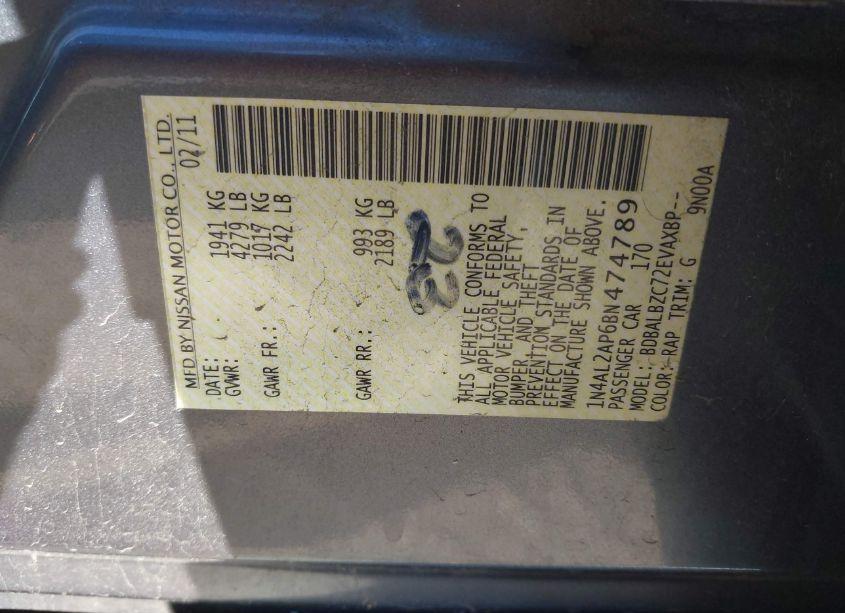 MFD BY NISSAN MOTOR CO., LTD.
DATE: 02/11
GVWR: 1941 KG
4279 LB
GAWR FR.: 1017 KG
2242 LB
GAWR RR.: 993 KG
2189 LB
23
THIS VEHICLE CONFORMS TO
ALL APPLICABLE FEDERAL
MOTOR VEHICLE SAFETY,
BUMPER, AND THEFT
PREVENTION STANDARDS IN
EFFECT ON THE DATE OF
MANUFACTURE SHOWN ABOVE.
1N4AL2AP6BN474789
PASSENGER CAR 170
MODEL: BDBALBZC72EVAXBP--
COLOR: RAP TRIM: G 9N00A